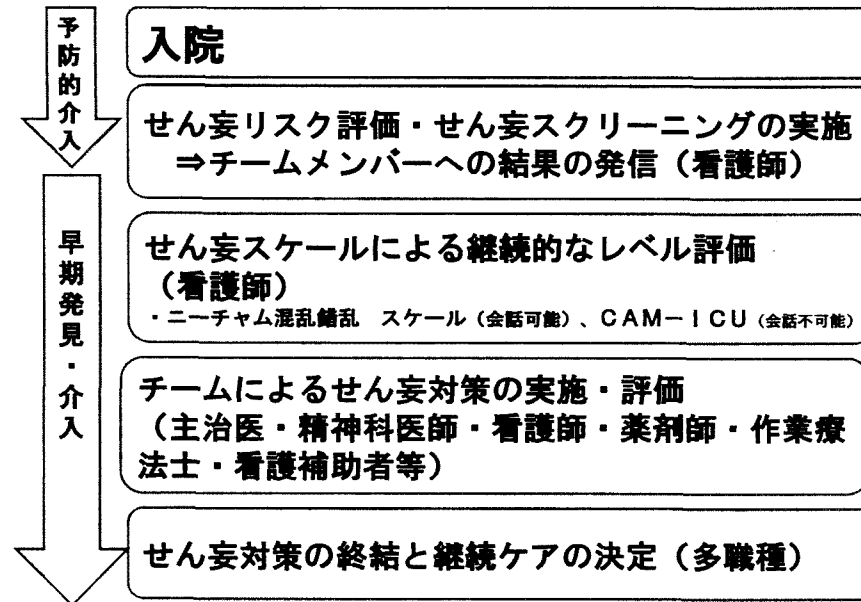 予防的介入
入院
せん妄リスク評価・せん妄スクリーニングの実施
⇒チームメンバーへの結果の発信（看護師）
早期発見・介入
せん妄スケールによる継続的なレベル評価
（看護師）
・ニーチャム混乱錯乱　スケール（会話可能）、ＣＡＭ－ＩＣＵ（会話不可能）
チームによるせん妄対策の実施・評価
（主治医・精神科医師・看護師・薬剤師・作業療
法士・看護補助者等）
せん妄対策の終結と継続ケアの決定（多職種）